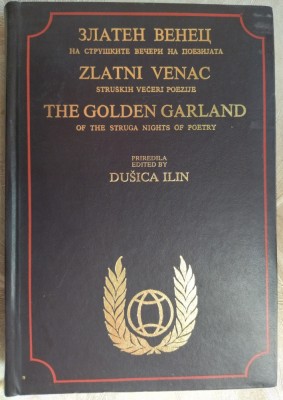 ЗЛАТЕН ВЕНЕЦ
НА СТРУШКИТЕ ВЕЧЕРИ НА ПОЕЗИЈАТА
ZLATNI VENAC
STRUSKIH VEČERI POEZIJE
THE GOLDEN GARLAND
OF THE STRUGA NIGHTS OF POETRY
PRIREDILA
EDITED BY
DUŠICA ILIN